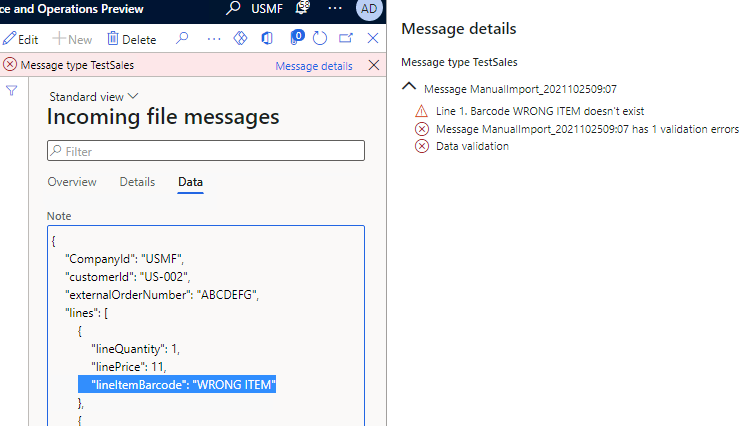 ce and Operations Preview
USMF
AD
Edit
New
Delete
0
Message type TestSales
Message details
Standard view
Incoming file messages
Filter
Overview
Details
Data
Note
{
"CompanyId": "USMF",
"customerId": "US-002",
"externalOrderNumber": "ABCDEFG",
"lines": [
{
"lineQuantity": 1,
"linePrice": 11,
"lineItemBarcode": "WRONG ITEM"
},
{
Message details
Message type TestSales
Message ManualImport_2021102509:07
Line 1. Barcode WRONG ITEM doesn't exist
Message ManualImport_2021102509:07 has 1 validation errors
Data validation